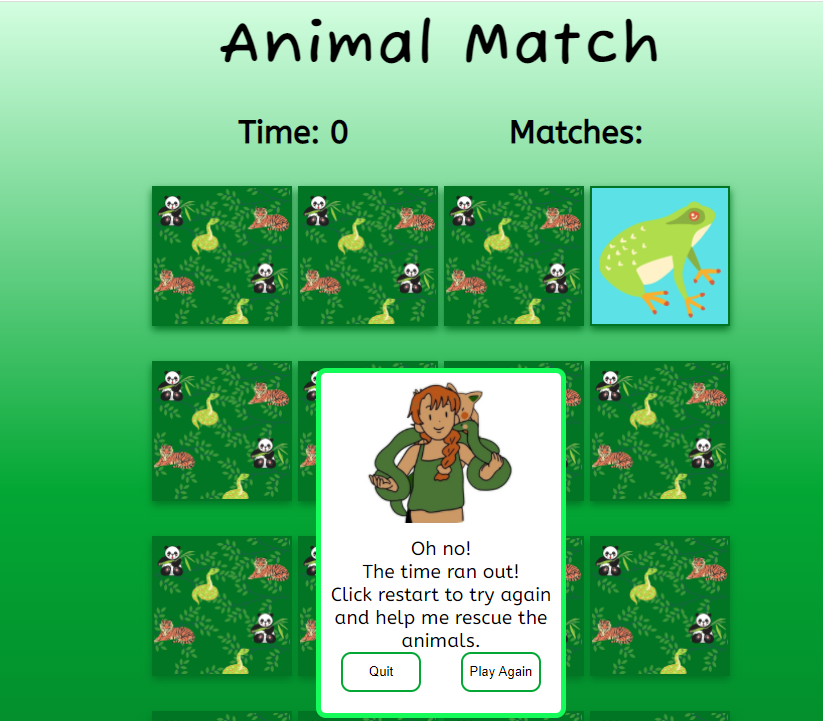 Animal Match
Time: 0
Matches:
Oh no!
The time ran out!
Click restart to try again
and help me rescue the
animals.
Quit
Play Again